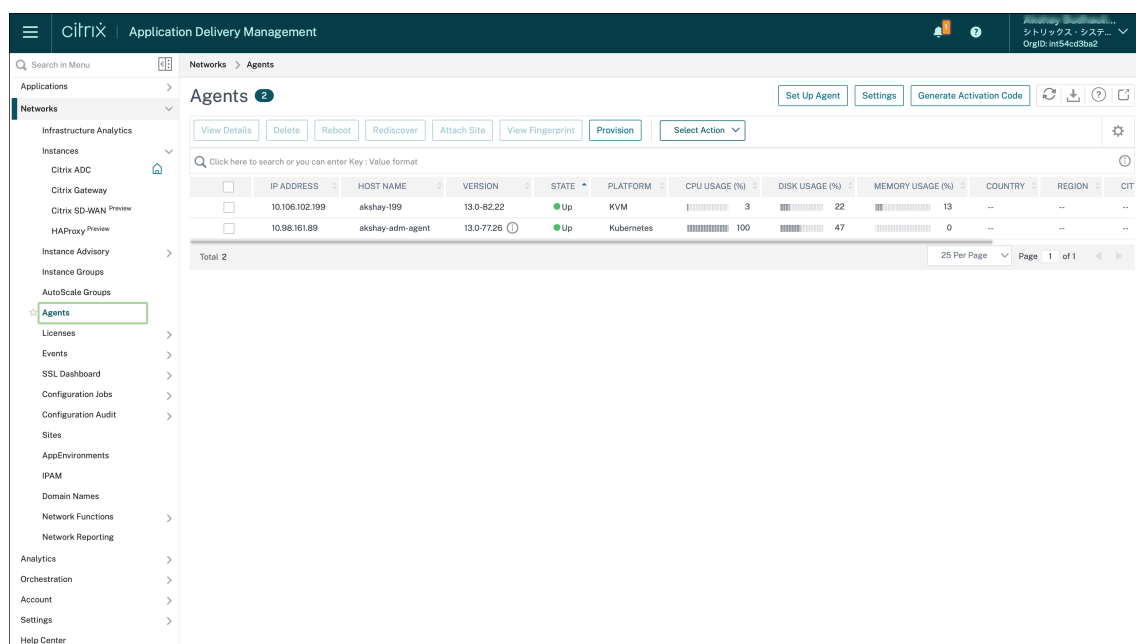 citrix | Application Delivery Management
1
?
シトリックス・システ...
OrgID: int54cd3ba2
Search in Menu
Networks > Agents
Applications
Networks
Infrastructure Analytics
Instances
Citrix ADC
Citrix Gateway
Citrix SD-WAN Preview
HAProxy Preview
Instance Advisory
Instance Groups
AutoScale Groups
Agents
Licenses
Events
SSL Dashboard
Configuration Jobs
Configuration Audit
Sites
AppEnvironments
IPAM
Domain Names
Network Functions
Network Reporting
Analytics
Orchestration
Account
Settings
Help Center
Agents 2
Set Up Agent Settings Generate Activation Code
View Details Delete Reboot Rediscover Attach Site View Fingerprint Provision Select Action
Click here to search or you can enter Key : Value format
IP ADDRESS HOST NAME VERSION STATE PLATFORM CPU USAGE (%) DISK USAGE (%) MEMORY USAGE (%) COUNTRY REGION CIT
10.106.102.199 akshay-199 13.0-82.22 Up KVM 3 22 13 -- -- --
10.98.161.89 akshay-adm-agent 13.0-77.26 Up Kubernetes 100 47 0 -- -- --
Total 2
25 Per Page Page 1 of 1